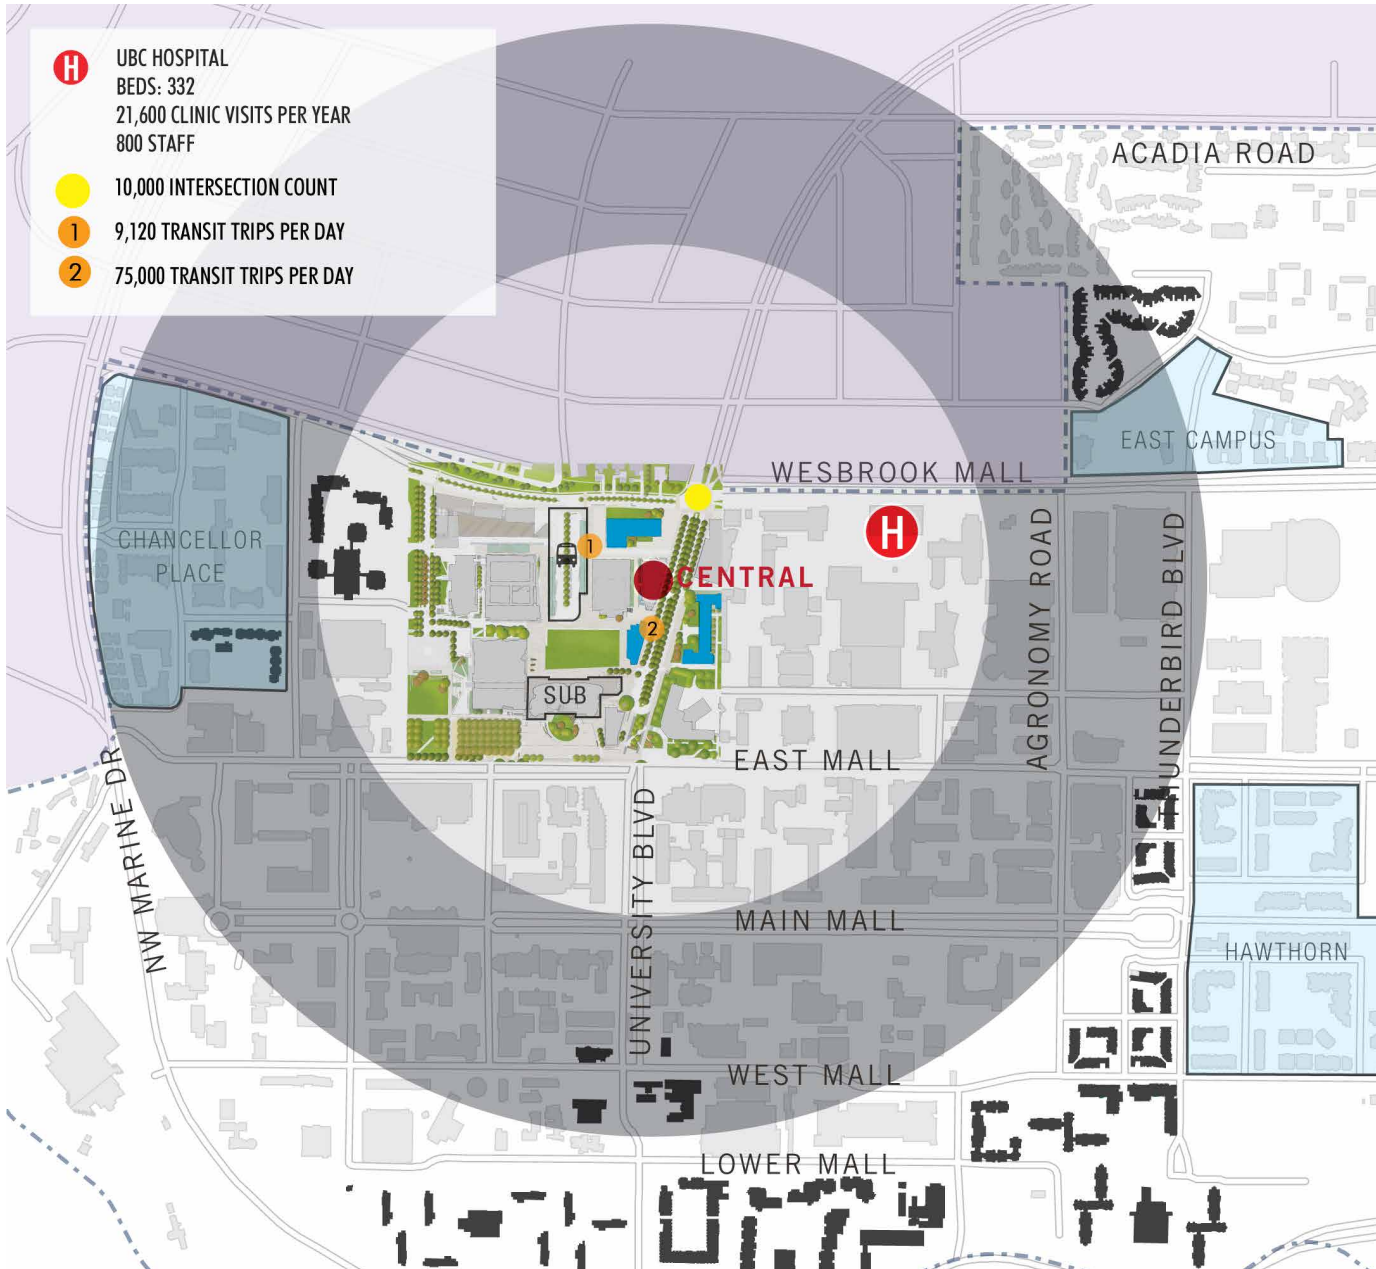 H
UBC HOSPITAL
BEDS: 332
21,600 CLINIC VISITS PER YEAR
800 STAFF
10,000 INTERSECTION COUNT
1
9,120 TRANSIT TRIPS PER DAY
2
75,000 TRANSIT TRIPS PER DAY
ACADIA ROAD
EAST CAMPUS
WESBROOK MALL
H
CHANCELLOR
PLACE
1
CENTRAL
2
SUB
AGRONOMY ROAD
THUNDERBIRD BLVD
EAST MALL
NW MARINE DR
UNIVERSITY BLVD
MAIN MALL
HAWTHORN
WEST MALL
LOWER MALL